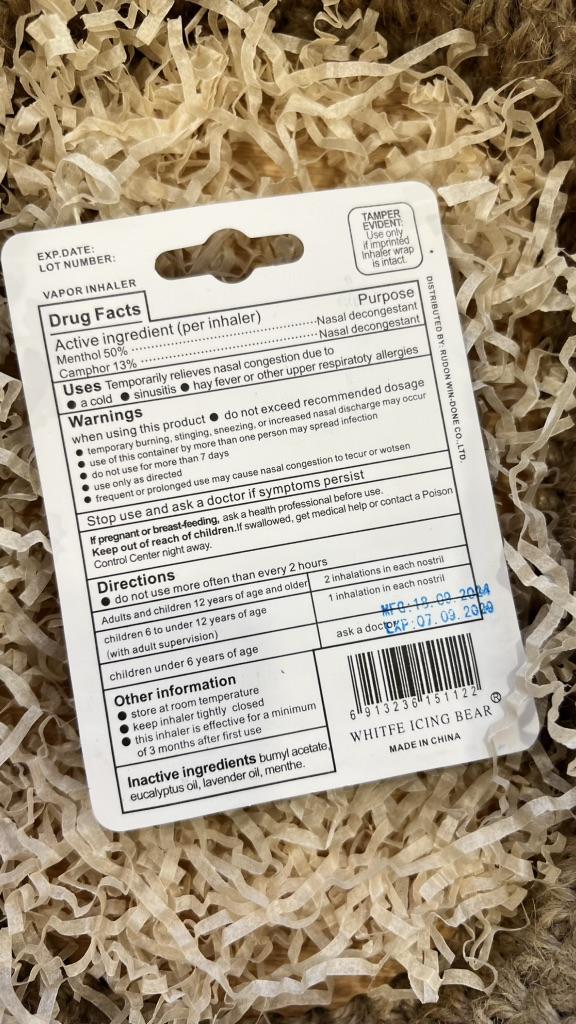 EXP.DATE:
LOT NUMBER:
TAMPER
EVIDENT:
Use only
if imprinted
Inhaler wrap
is intact.
VAPOR INHALER
Drug Facts
Active ingredient (per inhaler) Purpose
Menthol 50% ........................................ Nasal decongestant
Camphor 13% ........................................ Nasal decongestant
Uses Temporarily relieves nasal congestion due to
● a cold ● sinusitis ● hay fever or other upper respiratoty allergies
Warnings
when using this product ● do not exceed recommended dosage
● temporary burning, stinging, sneezing, or increased nasal discharge may occur
● use of this container by more than one person may spread infection
● do not use for more than 7 days
● use only as directed
● frequent or prolonged use may cause nasal congestion to tecur or wotsen
Stop use and ask a doctor if symptoms persist
If pregnant or breast-feeding, ask a health professional before use.
Keep out of reach of children.If swallowed, get medical help or contact a Poison
Control Center night away.
Directions
● do not use more often than every 2 hours
Adults and children 12 years of age and older 2 inhalations in each nostril
children 6 to under 12 years of age 1 inhalation in each nostril
(with adult supervision)
children under 6 years of age ask a doctor
MFG:18.09.2024
EXP:07.09.
Other information
● store at room temperature
● keep inhaler tightly closed
● this inhaler is effective for a minimum
of 3 months after first use
Inactive ingredients bumyl acetate,
eucalyptus oil, lavender oil, menthe.
6 913236 151122
WHITFE ICING BEAR®
MADE IN CHINA
DISTRIBUTED BY: RUDON WIN-DONE CO.,LTD.